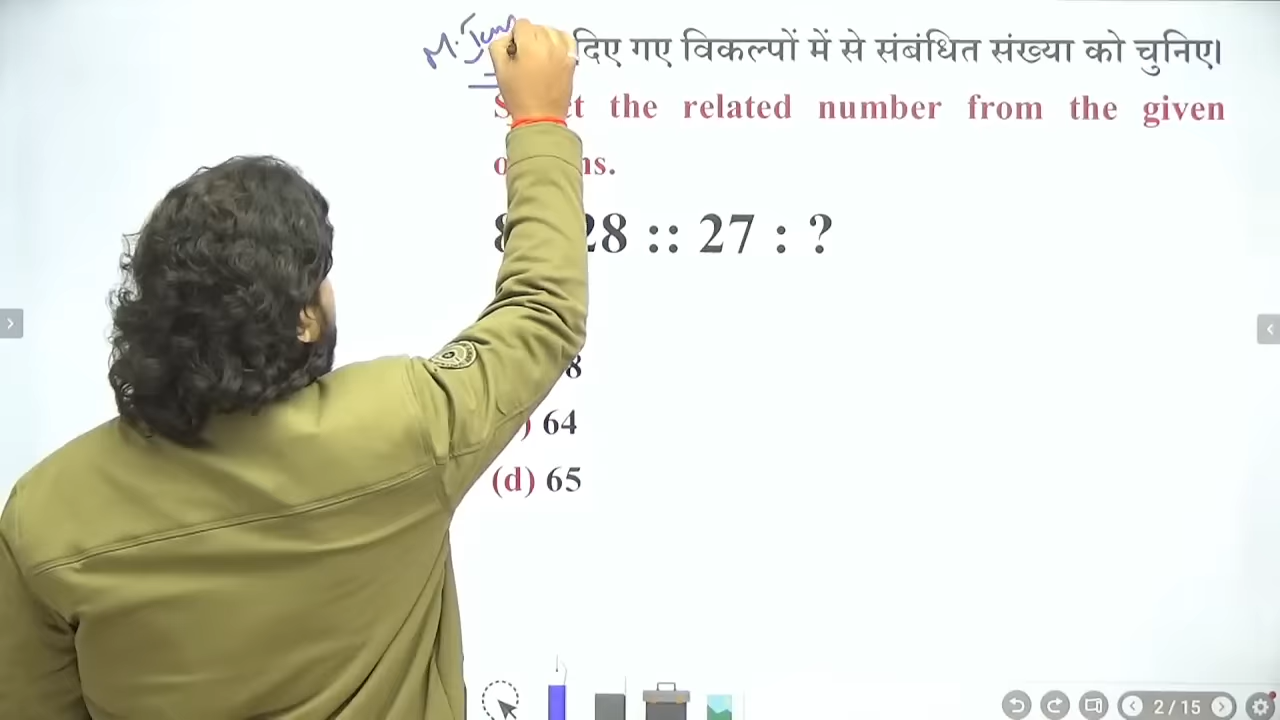 M.
दिए गए विकल्पों में से संबंधित संख्या को चुनिए।
the related number from the given
28 :: 27 : ?
64
(d) 65
2 / 15